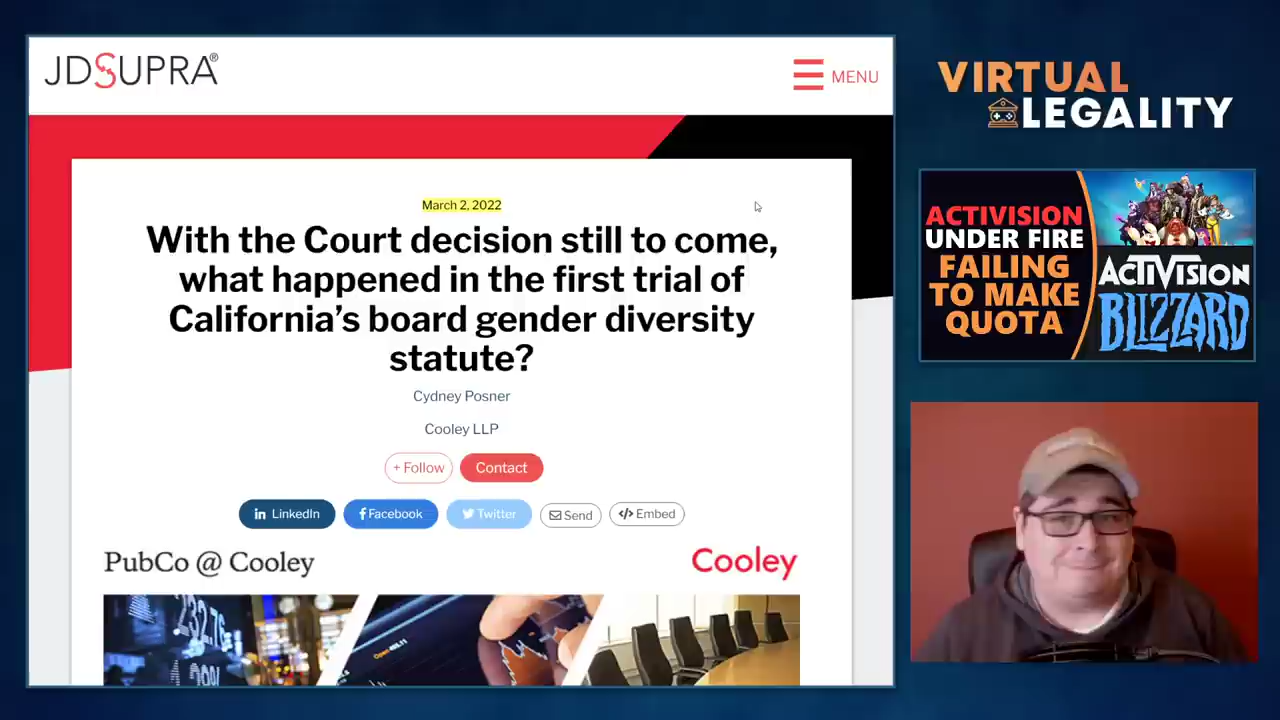 JDSUPRA®
MENU
March 2, 2022
With the Court decision still to come,
what happened in the first trial of
California's board gender diversity
statute?
Cydney Posner
Cooley LLP
+ Follow
Contact
LinkedIn
Facebook
Twitter
Send
Embed
PubCo @ Cooley
Cooley
232.76
VIRTUAL
LEGALITY
ACTIVISION
UNDER FIRE
FAILING
TO MAKE
QUOTA
ACTIVISION
BLIZZARD